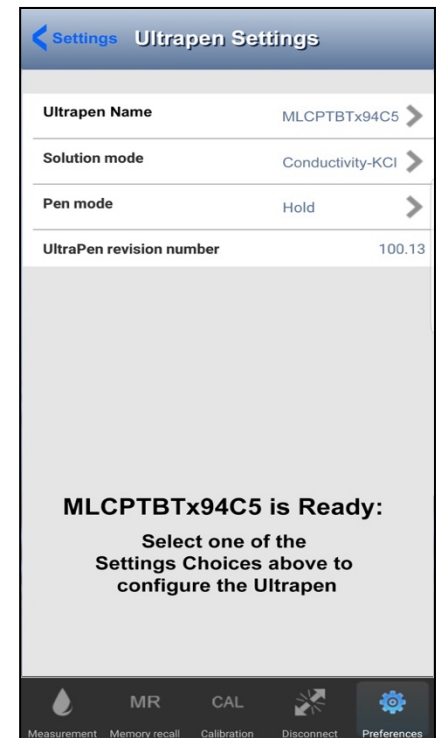 Settings Ultrapen Settings
Ultrapen Name MLCPTBTx94C5
Solution mode Conductivity-KCl
Pen mode Hold
UltraPen revision number 100.13
MLCPTBTx94C5 is Ready:
Select one of the
Settings Choices above to
configure the Ultrapen
MR CAL
Measurement Memory recall Calibration Disconnect Preferences